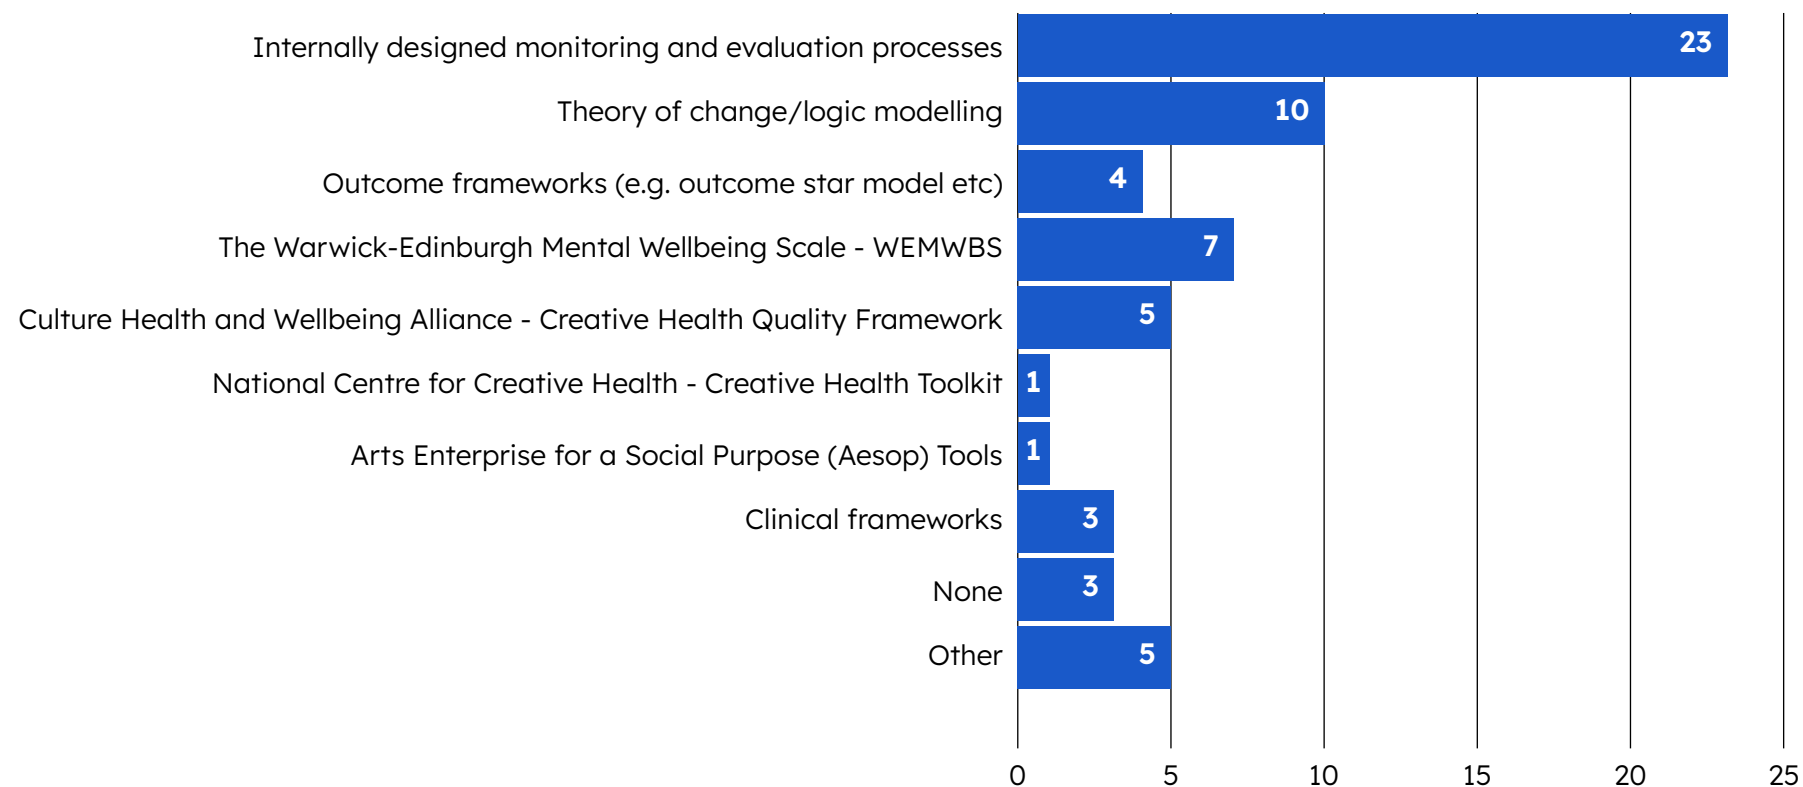 Internally designed monitoring and evaluation processes 23
Theory of change/logic modelling 10
Outcome frameworks (e.g. outcome star model etc) 4
The Warwick-Edinburgh Mental Wellbeing Scale - WEMWBS 7
Culture Health and Wellbeing Alliance - Creative Health Quality Framework 5
National Centre for Creative Health - Creative Health Toolkit 1
Arts Enterprise for a Social Purpose (Aesop) Tools 1
Clinical frameworks 3
None 3
Other 5
0 5 10 15 20 25